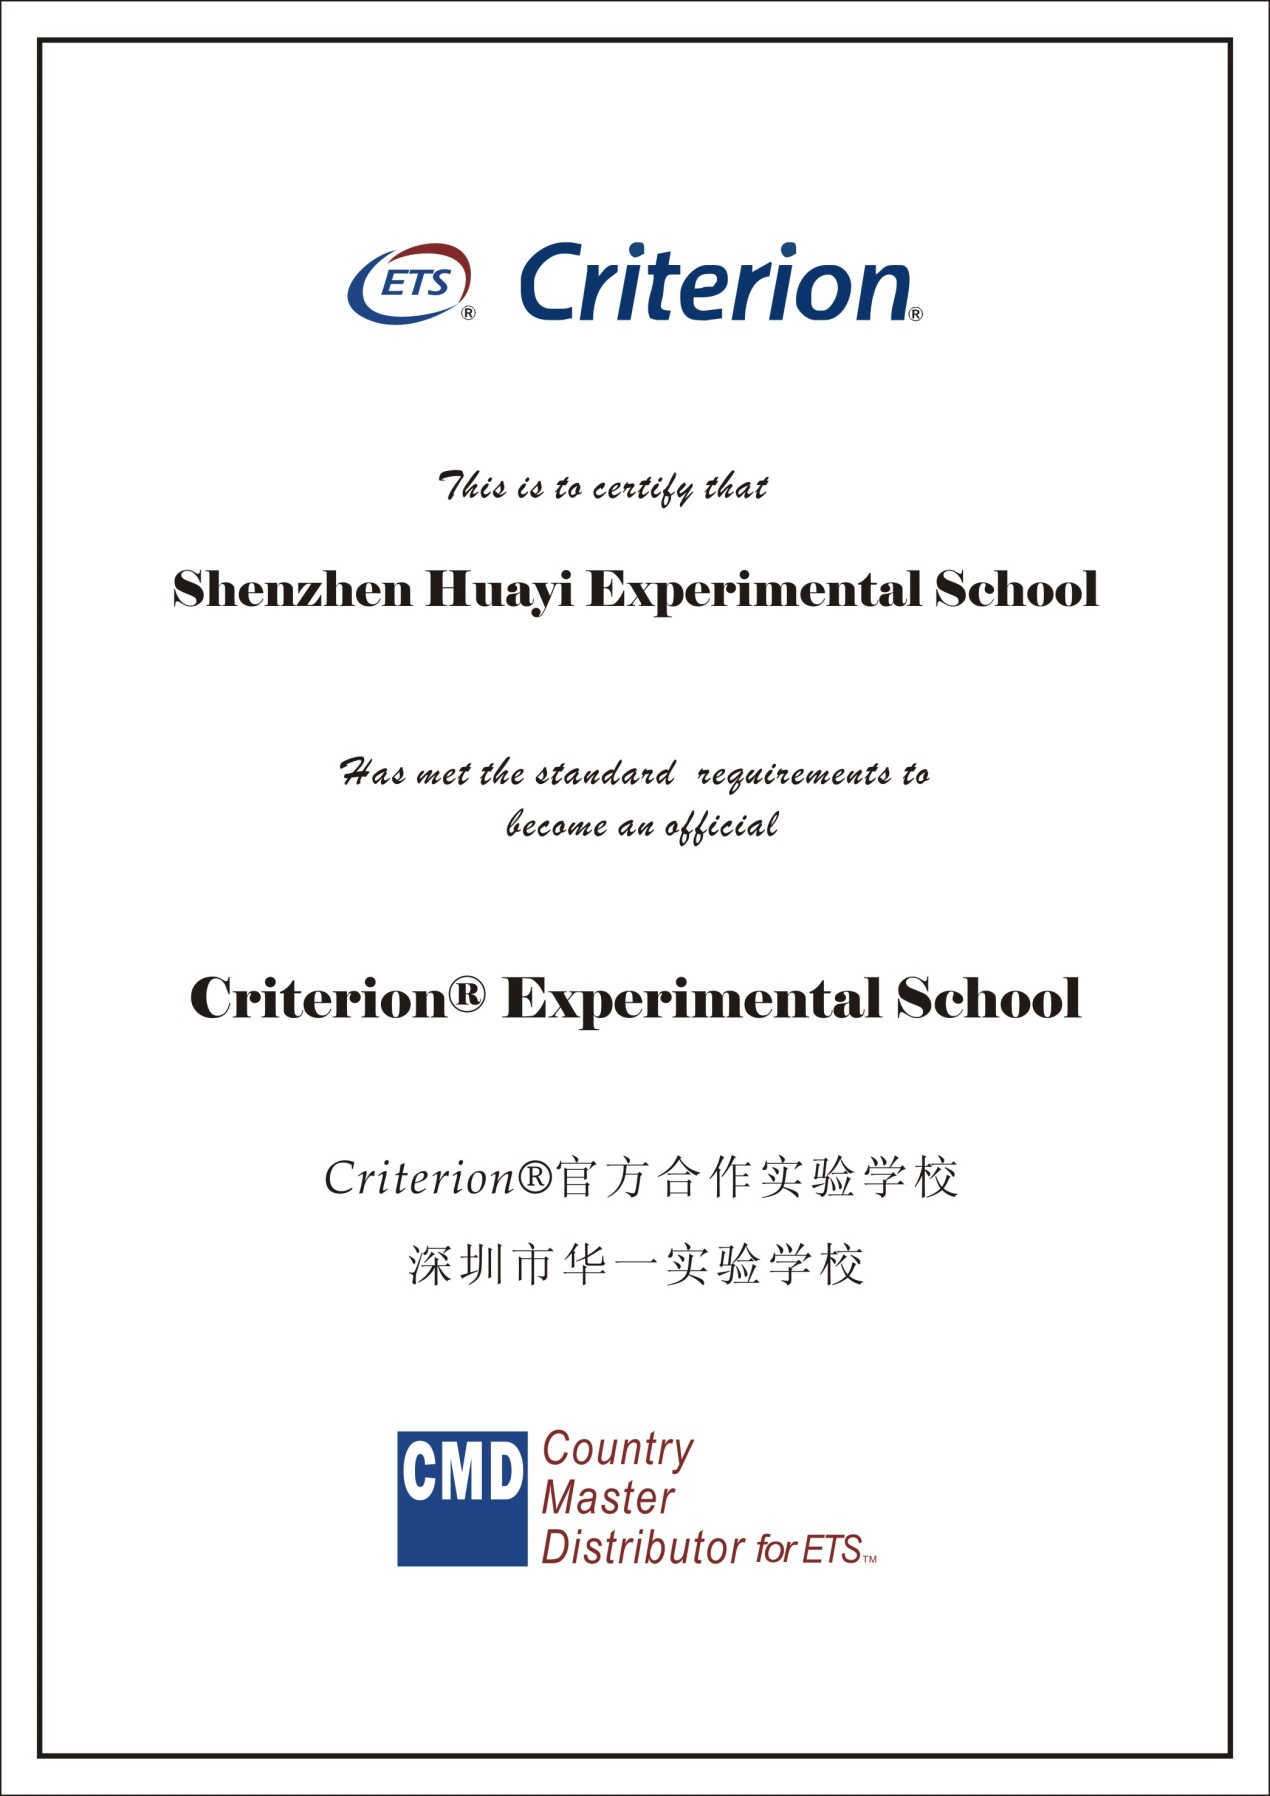 ETS® Criterion®
This is to certify that
Shenzhen Huayi Experimental School
Has met the standard requirements to
become an official
Criterion® Experimental School
Criterion®官方合作实验学校
深圳市华一实验学校
CMD Country
Master
Distributor for ETS™